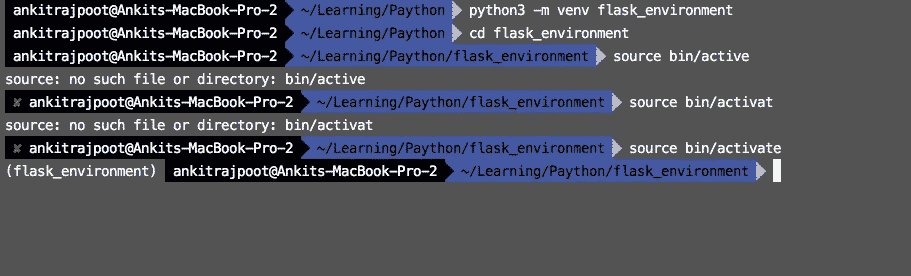 ankitrajpoot@Ankits-MacBook-Pro-2 ~/Learning/Paython python3 -m venv flask_environment
ankitrajpoot@Ankits-MacBook-Pro-2 ~/Learning/Paython cd flask_environment
ankitrajpoot@Ankits-MacBook-Pro-2 ~/Learning/Paython/flask_environment source bin/active
source: no such file or directory: bin/active
✘ ankitrajpoot@Ankits-MacBook-Pro-2 ~/Learning/Paython/flask_environment source bin/activat
source: no such file or directory: bin/activat
✘ ankitrajpoot@Ankits-MacBook-Pro-2 ~/Learning/Paython/flask_environment source bin/activate
(flask_environment) ankitrajpoot@Ankits-MacBook-Pro-2 ~/Learning/Paython/flask_environment